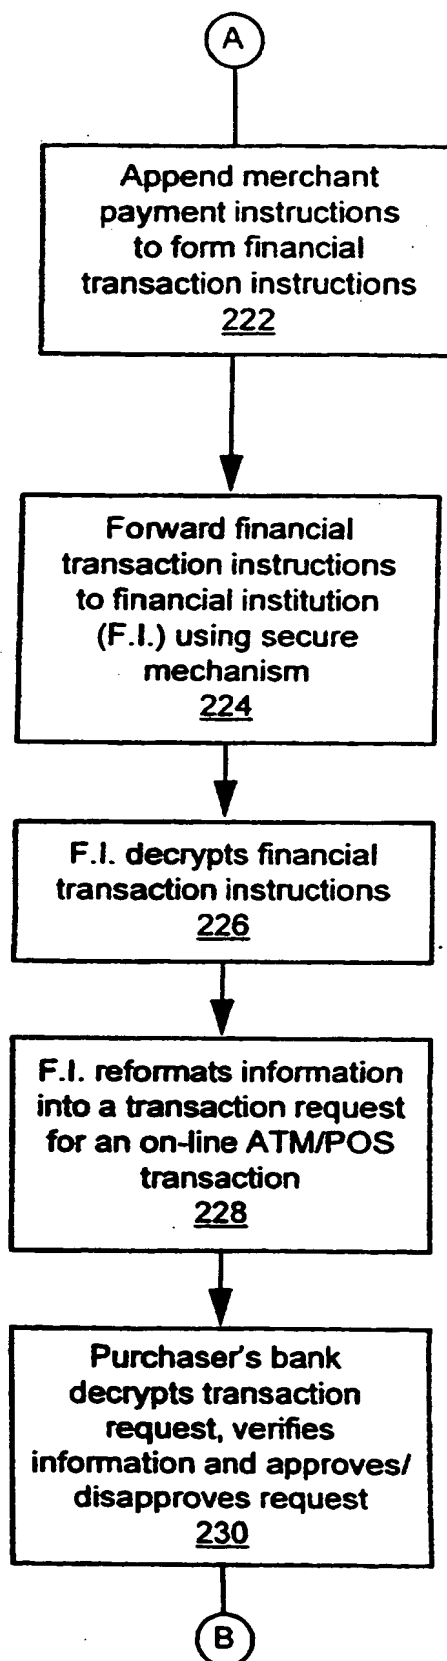 A
Append merchant
payment instructions
to form financial
transaction instructions
222
Forward financial
transaction instructions
to financial institution
(F.I.) using secure
mechanism
224
F.I. decrypts financial
transaction instructions
226
F.I. reformats information
into a transaction request
for an on-line ATM/POS
transaction
228
Purchaser's bank
decrypts transaction
request, verifies
information and approves/
disapproves request
230
B